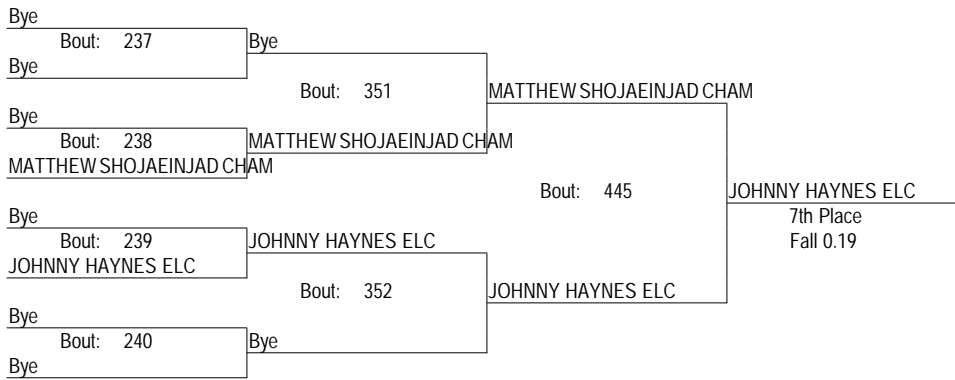 Bye
Bout: 237
Bye
Bye
Bout: 351
MATTHEW SHOJAEINJAD CHAM
Bye
Bout: 238
MATTHEW SHOJAEINJAD CHAM
MATTHEW SHOJAEINJAD CHAM
Bout: 445
JOHNNY HAYNES ELC
7th Place
Fall 0.19
Bye
Bout: 239
JOHNNY HAYNES ELC
JOHNNY HAYNES ELC
Bout: 352
JOHNNY HAYNES ELC
Bye
Bout: 240
Bye
Bye